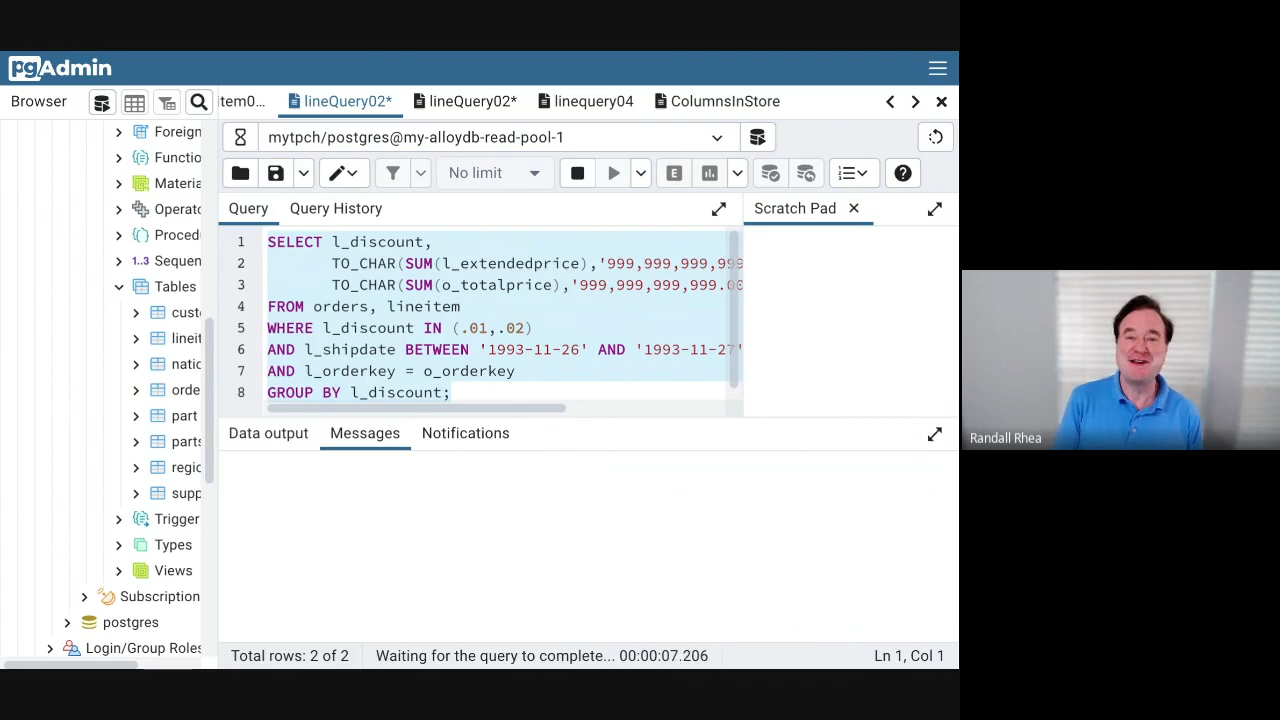 pgAdmin
Browser
tem0...
lineQuery02*
lineQuery02*
linequery04
ColumnsInStore
mytpch/postgres@my-alloydb-read-pool-1
No limit
E
Query
Query History
Scratch Pad
1 SELECT l_discount,
2 TO_CHAR(SUM(l_extendedprice),'999,999,999,999
3 TO_CHAR(SUM(o_totalprice),'999,999,999,999.00
4 FROM orders, lineitem
5 WHERE l_discount IN (.01,.02)
6 AND l_shipdate BETWEEN '1993-11-26' AND '1993-11-27'
7 AND l_orderkey = o_orderkey
8 GROUP BY l_discount;
Data output
Messages
Notifications
Foreign
Functio
Materia
Operato
Proced
1..3 Sequen
Tables
custo
lineit
natio
orde
part
parts
regio
supp
Trigger
Types
Views
Subscription
postgres
Login/Group Roles
Total rows: 2 of 2
Waiting for the query to complete... 00:00:07.206
Ln 1, Col 1
Randall Rhea